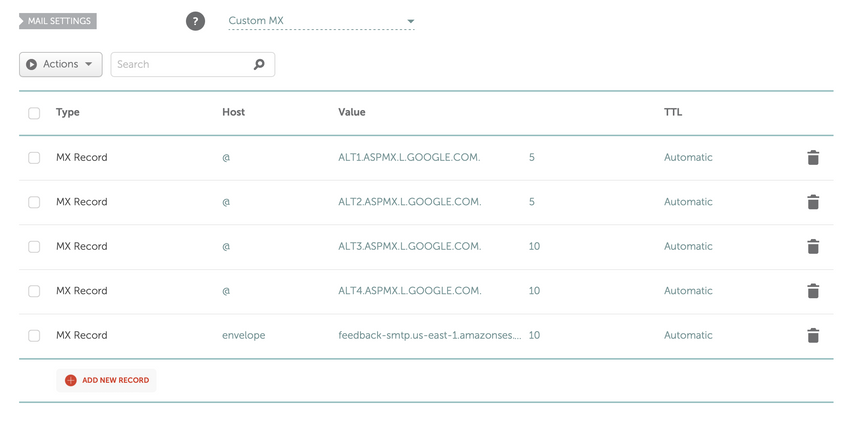 MAIL SETTINGS ? Custom MX
Actions Search
Type Host Value TTL
MX Record @ ALT1.ASPMX.L.GOOGLE.COM. 5 Automatic
MX Record @ ALT2.ASPMX.L.GOOGLE.COM. 5 Automatic
MX Record @ ALT3.ASPMX.L.GOOGLE.COM. 10 Automatic
MX Record @ ALT4.ASPMX.L.GOOGLE.COM. 10 Automatic
MX Record envelope feedback-smtp.us-east-1.amazonses.... 10 Automatic
ADD NEW RECORD